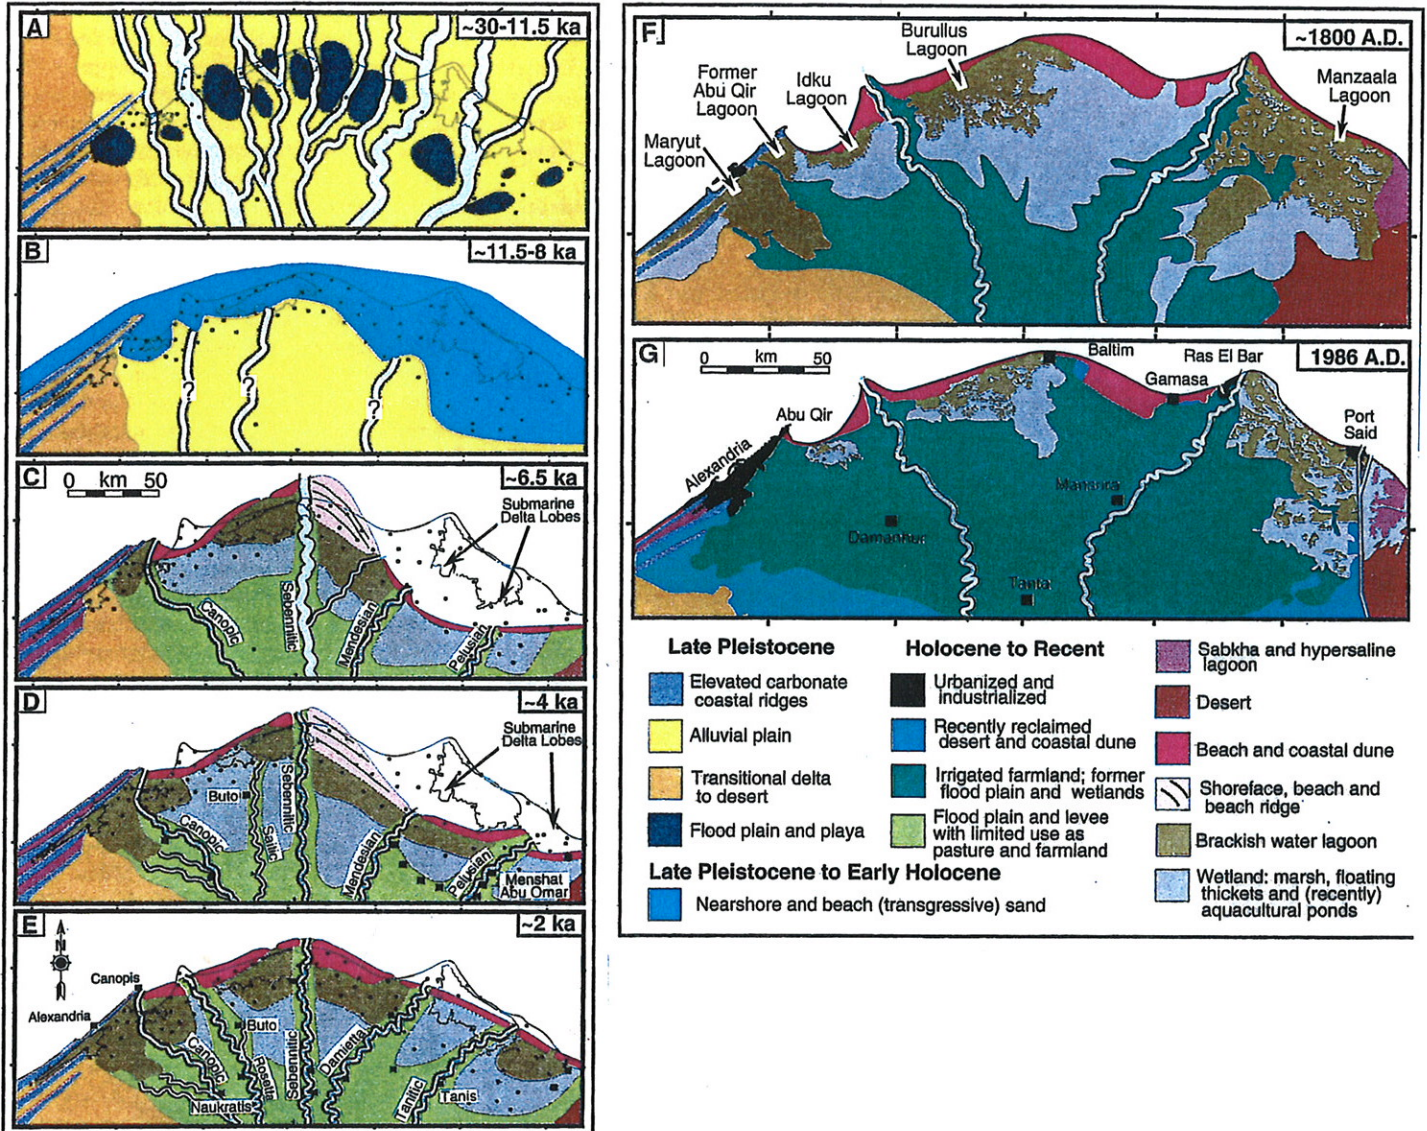 A
~30-11.5 ka
B
~11.5-8 ka
?
?
?
C
0 km 50
~6.5 ka
Submarine
Delta Lobes
Canopic
Sebennitic
Mendesian
Pelusian
D
~4 ka
Submarine
Delta Lobes
Buto
Canopic
Saitic
Sebennitic
Mendesian
Pelusian
Menshat
Abu Omar
E
N
~2 ka
Canopis
Alexandria
Buto
Canopic
Rosetta
Sebennitic
Damietta
Tanitic
Tanis
Naukratis
F
~1800 A.D.
Burullus
Lagoon
Former
Abu Qir
Lagoon
Idku
Lagoon
Manzaala
Lagoon
Maryut
Lagoon
G
0 km 50
1986 A.D.
Baltim
Ras El Bar
Gamasa
Abu Qir
Port
Said
Alexandria
Damanhur
Tanta
Late Pleistocene
Elevated carbonate
coastal ridges
Alluvial plain
Transitional delta
to desert
Flood plain and playa
Late Pleistocene to Early Holocene
Nearshore and beach (transgressive) sand
Holocene to Recent
Urbanized and
industrialized
Recently reclaimed
desert and coastal dune
Irrigated farmland; former
flood plain and wetlands
Flood plain and levee
with limited use as
pasture and farmland
Sabkha and hypersaline
lagoon
Desert
Beach and coastal dune
Shoreface, beach and
beach ridge
Brackish water lagoon
Wetland: marsh, floating
thickets and (recently)
aquacultural ponds